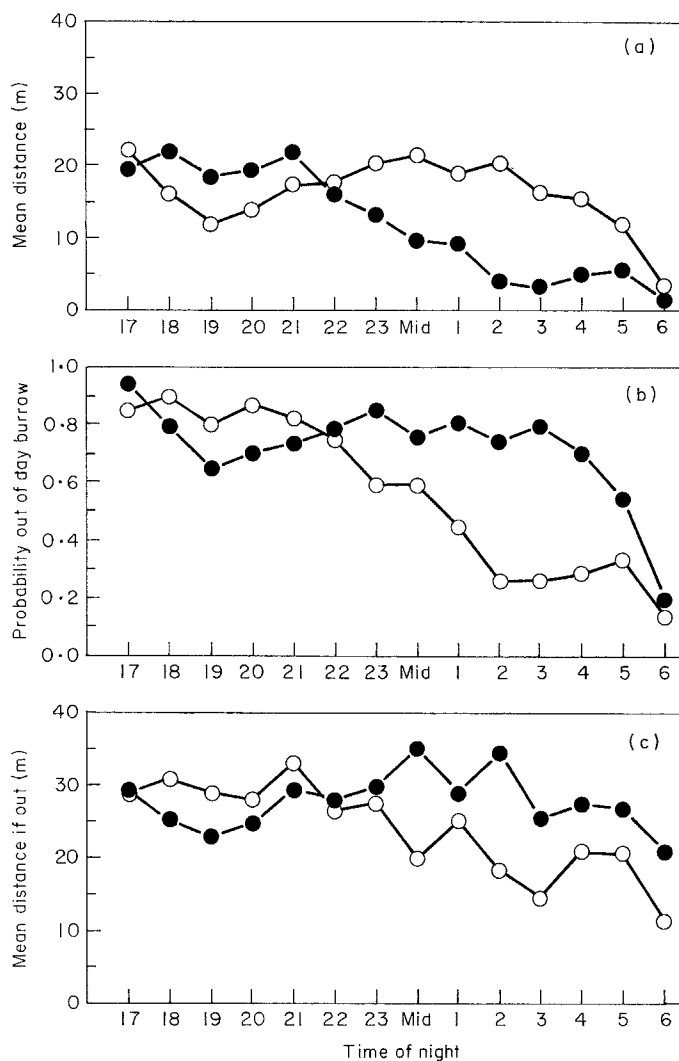 (a)
Mean distance (m)
40
30
20
10
0
17 18 19 20 21 22 23 Mid 1 2 3 4 5 6
(b)
Probability out of day burrow
1·0
0·8
0·6
0·4
0·2
0·0
17 18 19 20 21 22 23 Mid 1 2 3 4 5 6
(c)
Mean distance if out (m)
40
30
20
10
0
17 18 19 20 21 22 23 Mid 1 2 3 4 5 6
Time of night